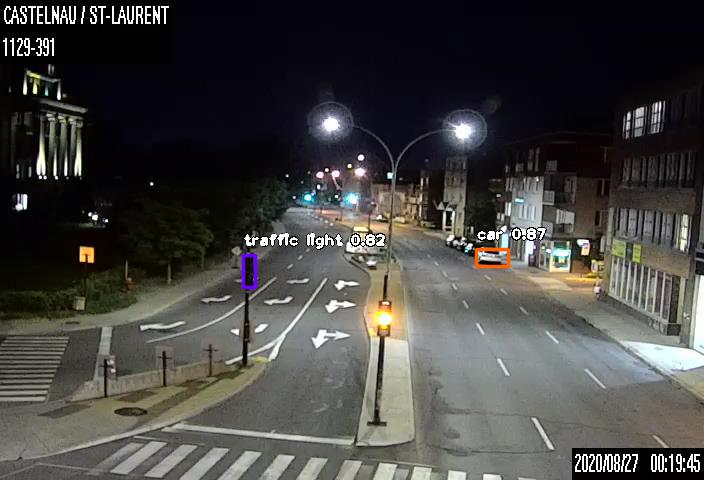 CASTELNAU / ST-LAURENT
1129-391
traffic light 0.82
car 0.87
2020/08/27 00:19:45